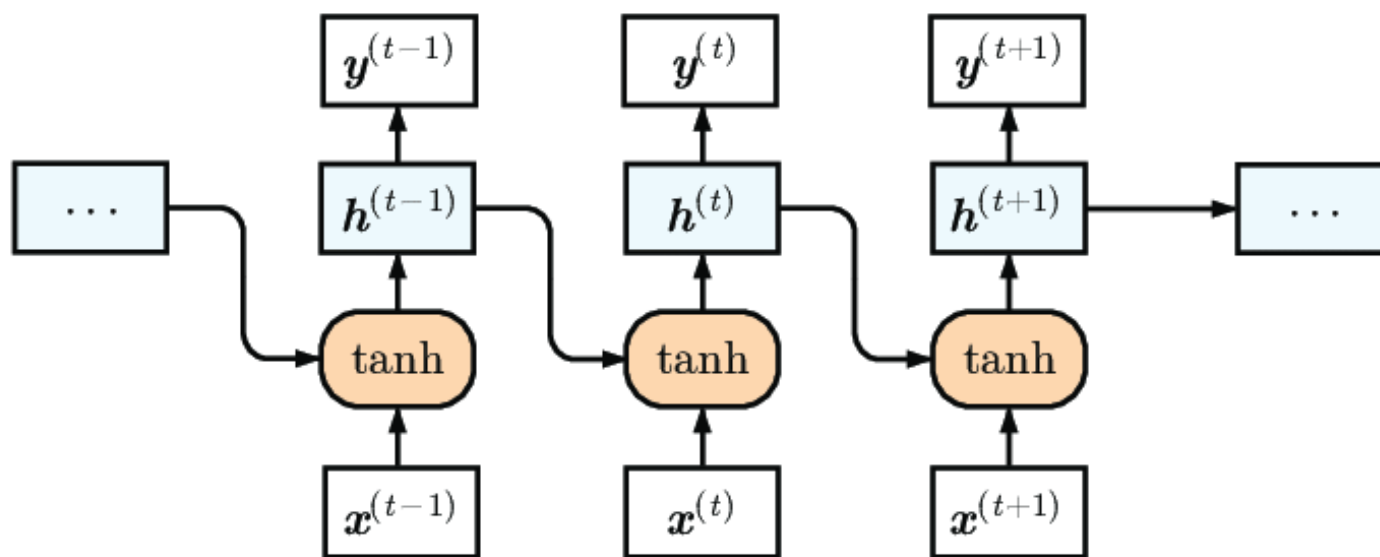 y^(t−1) y^(t) y^(t+1)
... h^(t−1) h^(t) h^(t+1) ...
tanh tanh tanh
x^(t−1) x^(t) x^(t+1)